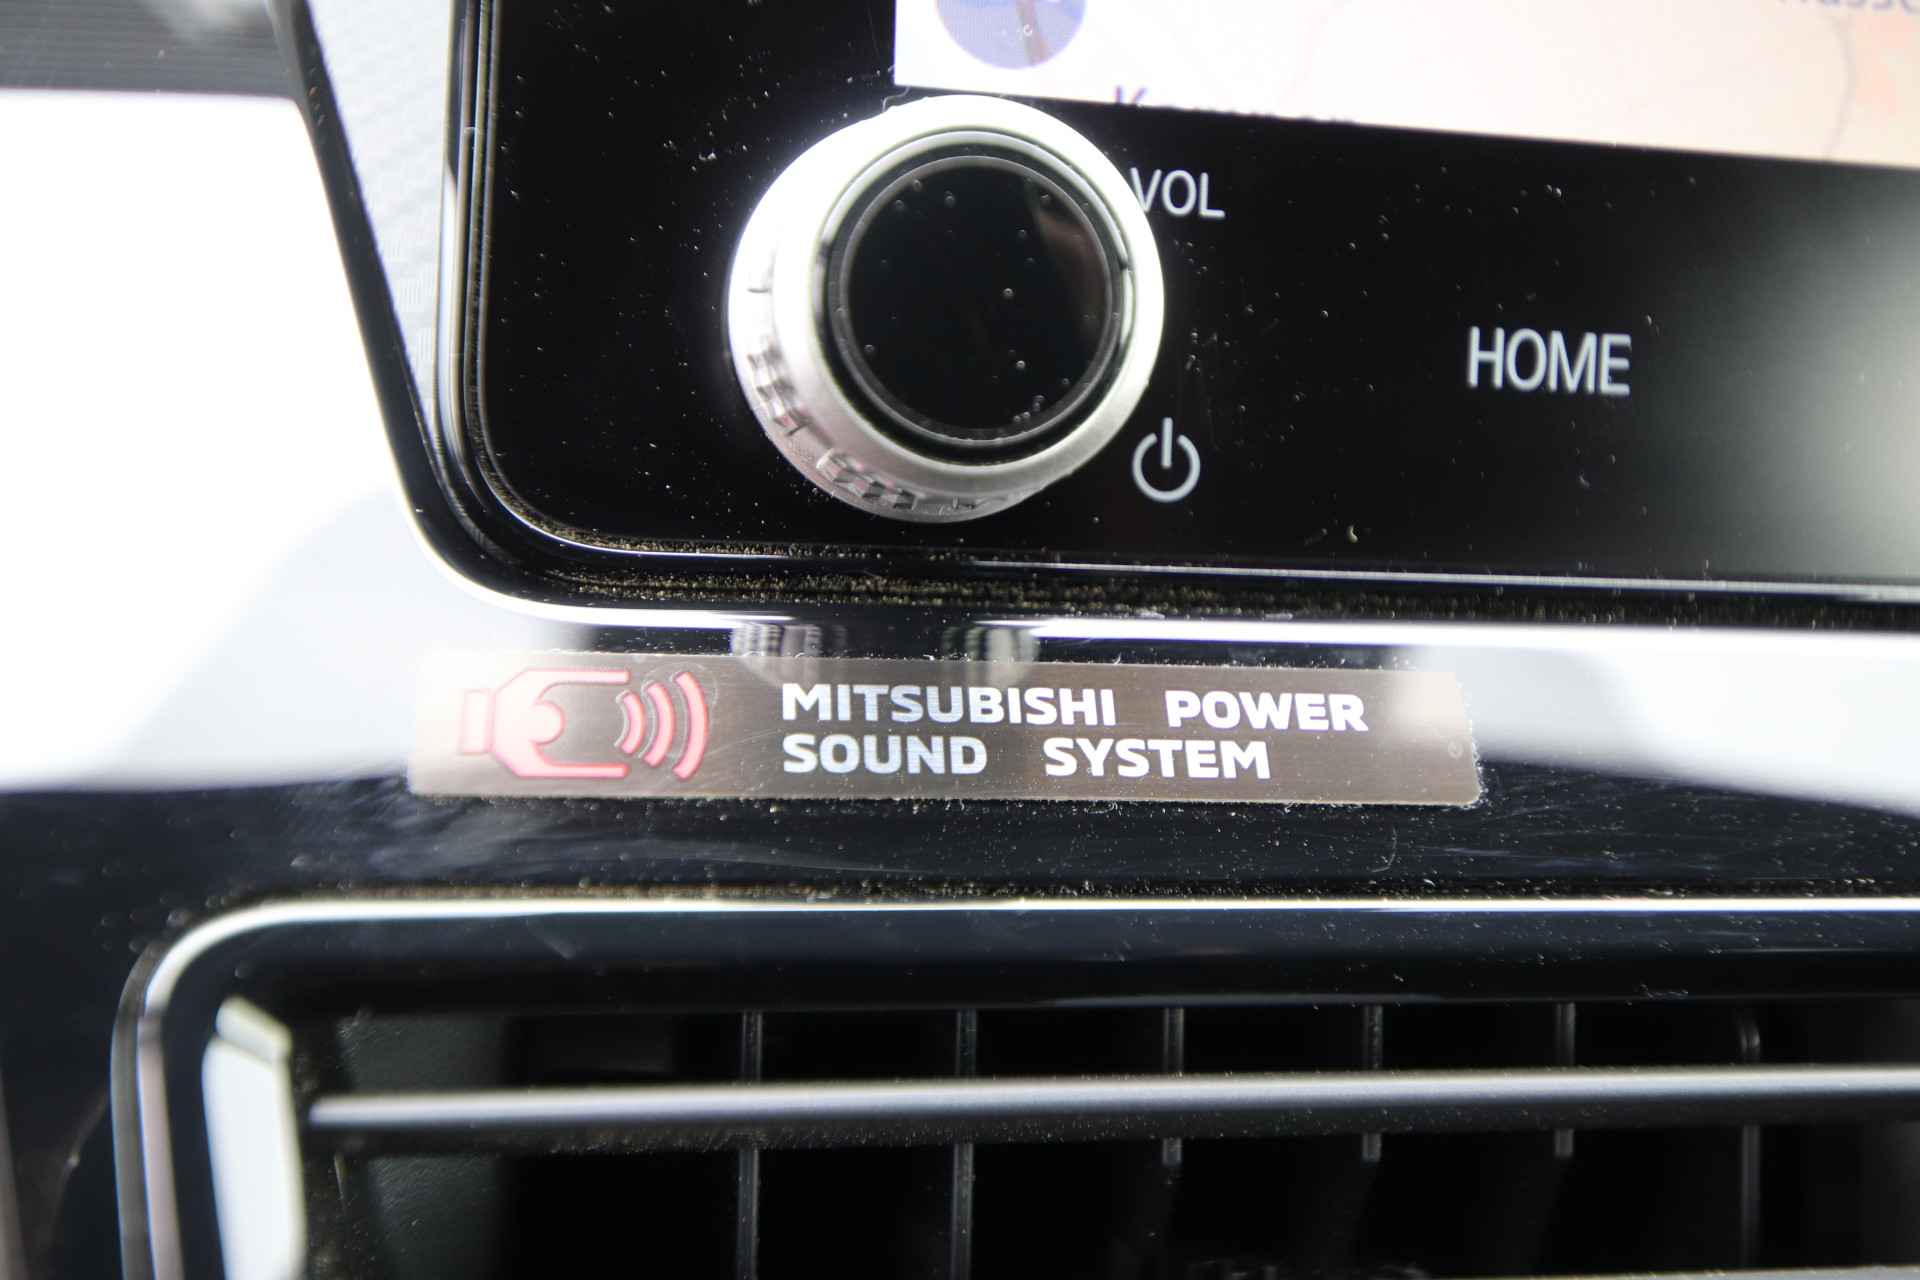 VOL
HOME
MITSUBISHI POWER
SOUND SYSTEM